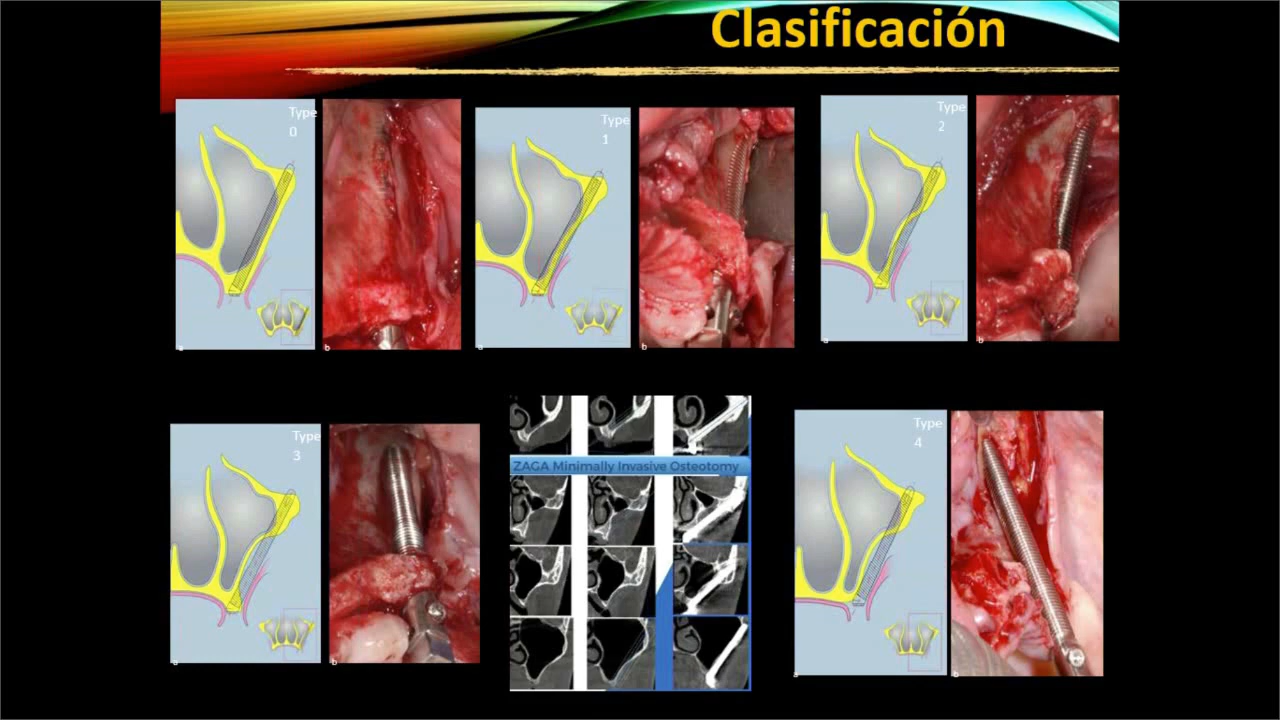 Clasificación
Type
0
Type
1
Type
2
a
b
a
b
a
b
Type
3
ZAGA Minimally Invasive Osteotomy
Type
4
a
b
a
b